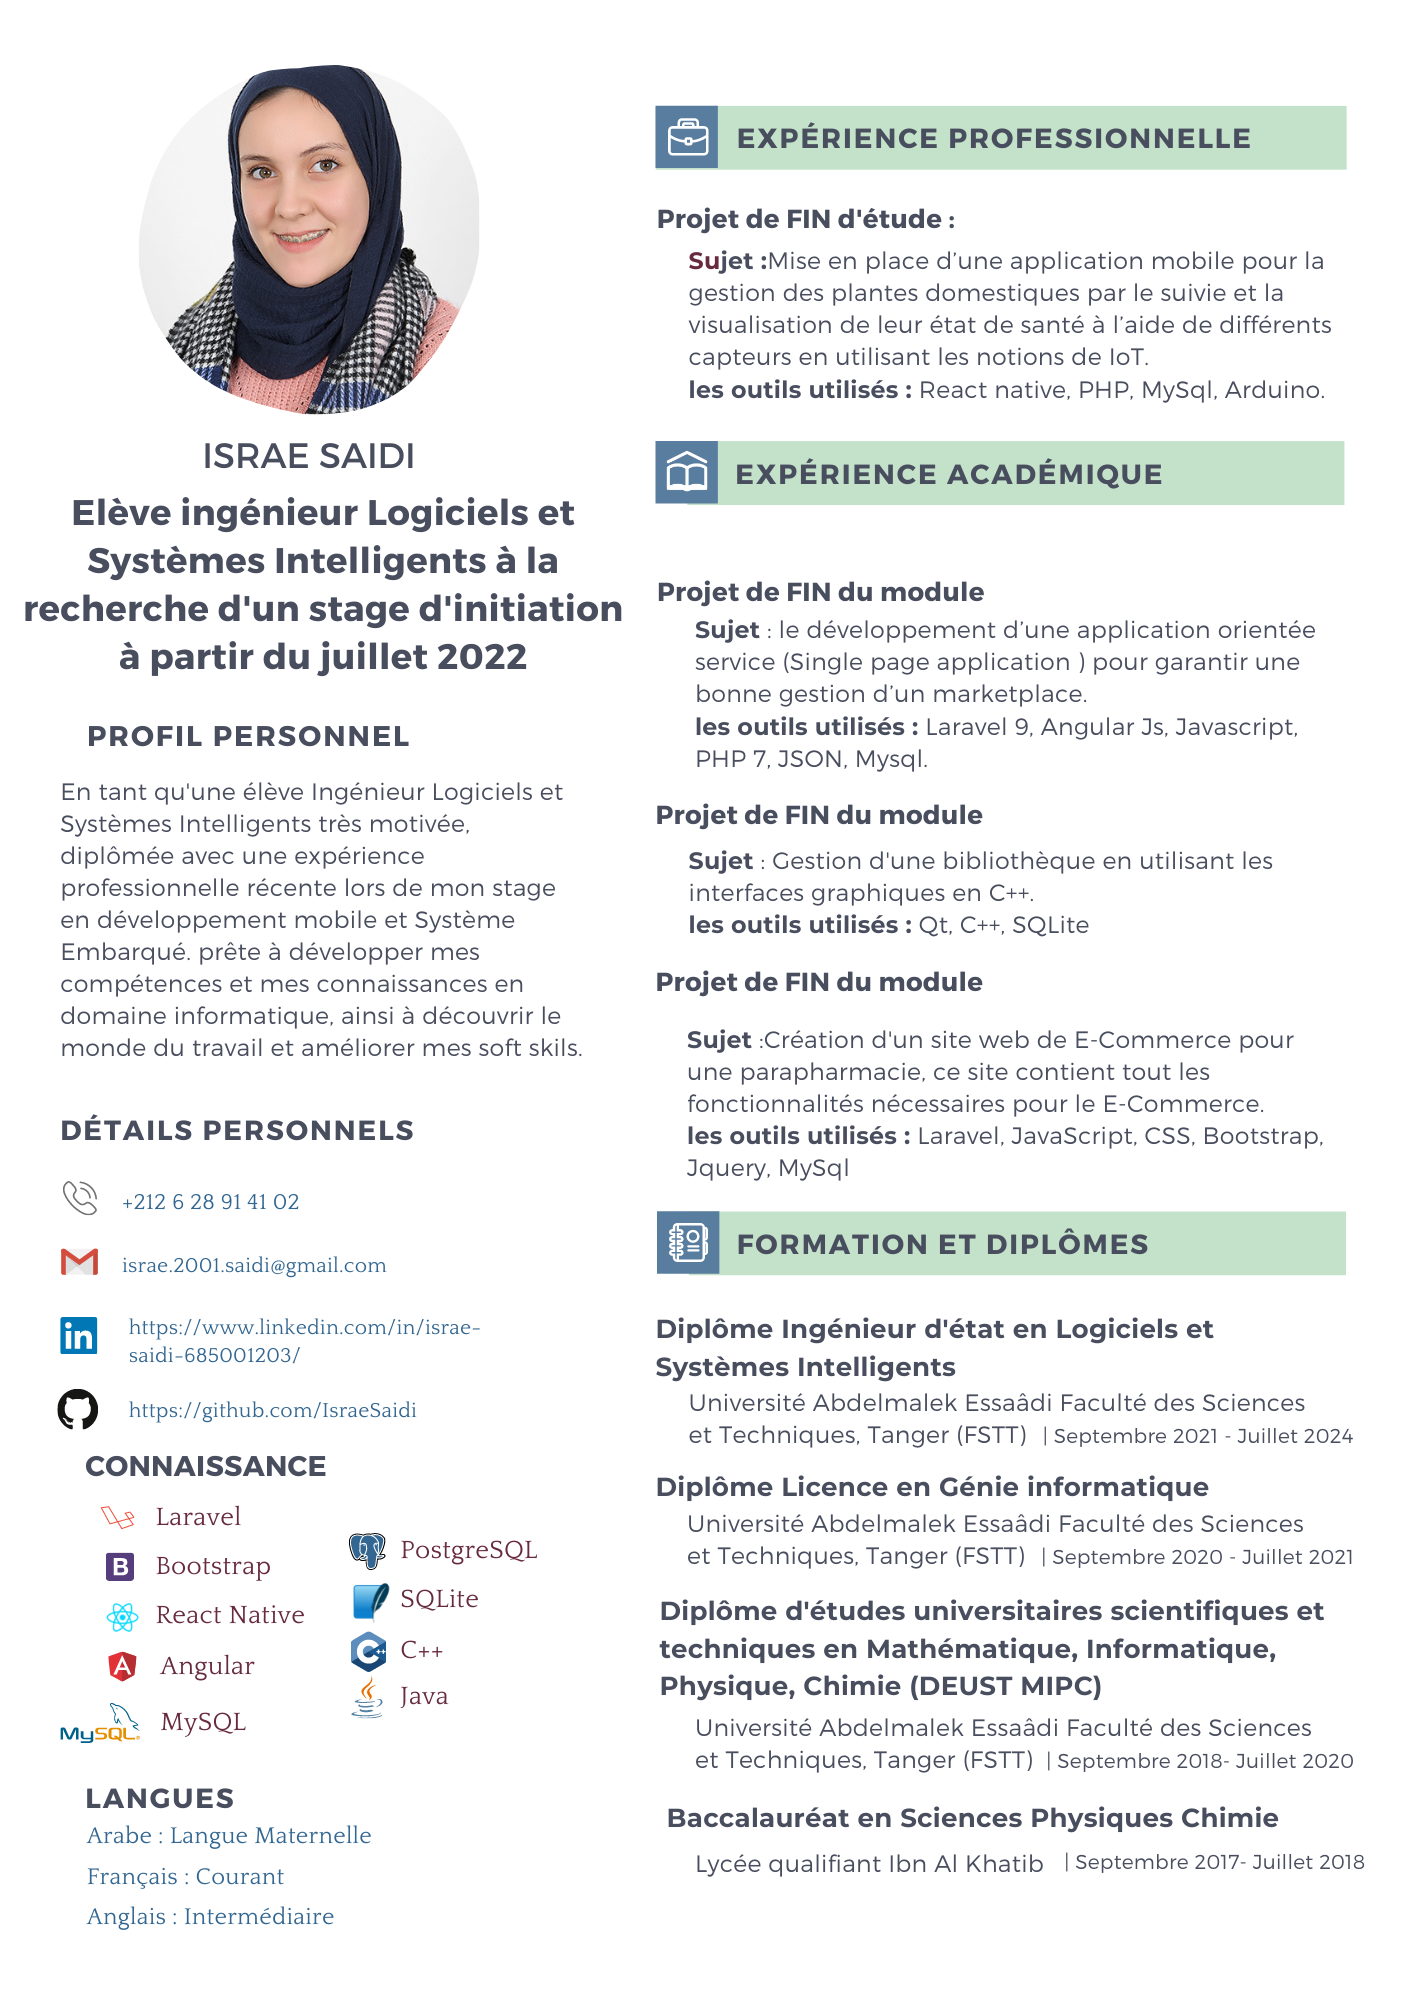 ISRAE SAIDI
Elève ingénieur Logiciels et
Systèmes Intelligents à la
recherche d'un stage d'initiation
à partir du juillet 2022
PROFIL PERSONNEL
En tant qu'une élève Ingénieur Logiciels et
Systèmes Intelligents très motivée,
diplômée avec une expérience
professionnelle récente lors de mon stage
en développement mobile et Système
Embarqué. prête à développer mes
compétences et mes connaissances en
domaine informatique, ainsi à découvrir le
monde du travail et améliorer mes soft skils.
DÉTAILS PERSONNELS
+212 6 28 91 41 02
israe.2001.saidi@gmail.com
https://www.linkedin.com/in/israe-
saidi-685001203/
https://github.com/IsraeSaidi
CONNAISSANCE
Laravel
Bootstrap
React Native
Angular
MySQL MySQL
PostgreSQL
SQLite
C++
Java
LANGUES
Arabe : Langue Maternelle
Français : Courant
Anglais : Intermédiaire
EXPÉRIENCE PROFESSIONNELLE
Projet de FIN d'étude :
Sujet :Mise en place d’une application mobile pour la
gestion des plantes domestiques par le suivie et la
visualisation de leur état de santé à l’aide de différents
capteurs en utilisant les notions de IoT.
les outils utilisés : React native, PHP, MySql, Arduino.
EXPÉRIENCE ACADÉMIQUE
Projet de FIN du module
Sujet : le développement d’une application orientée
service (Single page application ) pour garantir une
bonne gestion d’un marketplace.
les outils utilisés : Laravel 9, Angular Js, Javascript,
PHP 7, JSON, Mysql.
Projet de FIN du module
Sujet : Gestion d'une bibliothèque en utilisant les
interfaces graphiques en C++.
les outils utilisés : Qt, C++, SQLite
Projet de FIN du module
Sujet :Création d'un site web de E-Commerce pour
une parapharmacie, ce site contient tout les
fonctionnalités nécessaires pour le E-Commerce.
les outils utilisés : Laravel, JavaScript, CSS, Bootstrap,
Jquery, MySql
FORMATION ET DIPLÔMES
Diplôme Ingénieur d'état en Logiciels et
Systèmes Intelligents
Université Abdelmalek Essaâdi Faculté des Sciences
et Techniques, Tanger (FSTT) | Septembre 2021 - Juillet 2024
Diplôme Licence en Génie informatique
Université Abdelmalek Essaâdi Faculté des Sciences
et Techniques, Tanger (FSTT) | Septembre 2020 - Juillet 2021
Diplôme d'études universitaires scientifiques et
techniques en Mathématique, Informatique,
Physique, Chimie (DEUST MIPC)
Université Abdelmalek Essaâdi Faculté des Sciences
et Techniques, Tanger (FSTT) | Septembre 2018- Juillet 2020
Baccalauréat en Sciences Physiques Chimie
Lycée qualifiant Ibn Al Khatib | Septembre 2017- Juillet 2018